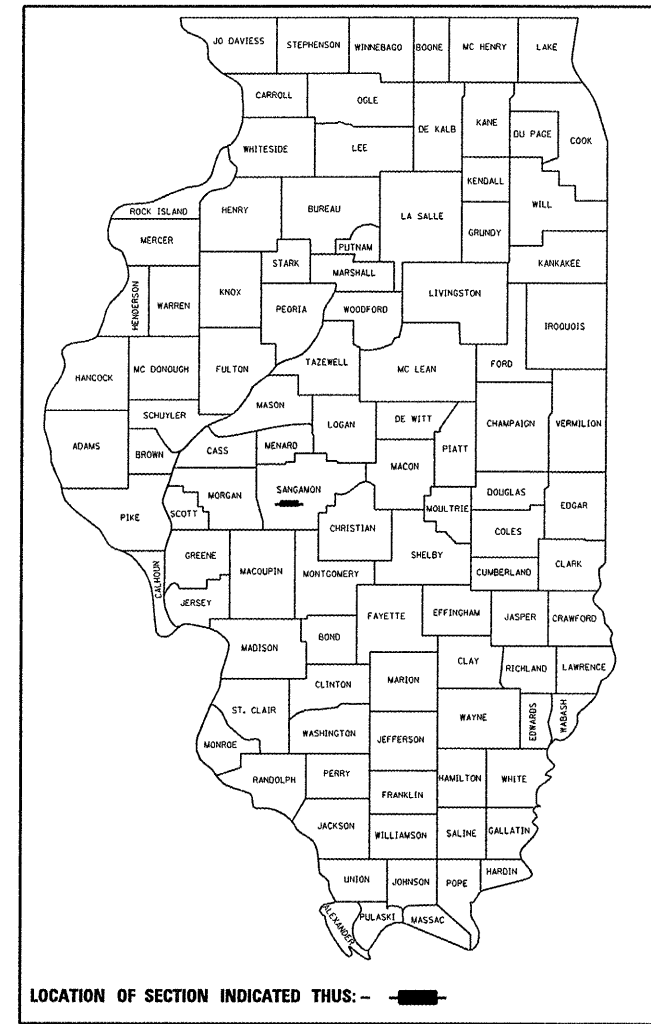 JO DAVIESS STEPHENSON WINNEBAGO BOONE MC HENRY LAKE
CARROLL OGLE DE KALB KANE DU PAGE COOK
WHITESIDE LEE
KENDALL
ROCK ISLAND HENRY BUREAU LA SALLE WILL
MERCER PUTNAM GRUNDY
STARK MARSHALL KANKAKEE
HENDERSON WARREN KNOX PEORIA WOODFORD LIVINGSTON IROQUOIS
HANCOCK MC DONOUGH FULTON TAZEWELL MC LEAN FORD
MASON
SCHUYLER LOGAN DE WITT CHAMPAIGN VERMILION
ADAMS BROWN CASS MENARD MACON PIATT
PIKE SCOTT MORGAN SANGAMON MOULTRIE DOUGLAS EDGAR
CHRISTIAN COLES
GREENE SHELBY
CALHOUN MACOUPIN MONTGOMERY CUMBERLAND CLARK
JERSEY FAYETTE EFFINGHAM JASPER CRAWFORD
MADISON BOND CLAY
RICHLAND LAWRENCE
CLINTON MARION
ST. CLAIR WAYNE EDWARDS WABASH
MONROE WASHINGTON JEFFERSON
RANDOLPH PERRY HAMILTON WHITE
FRANKLIN
JACKSON WILLIAMSON SALINE GALLATIN
UNION JOHNSON POPE HARDIN
ALEXANDER PULASKI MASSAC
LOCATION OF SECTION INDICATED THUS: -